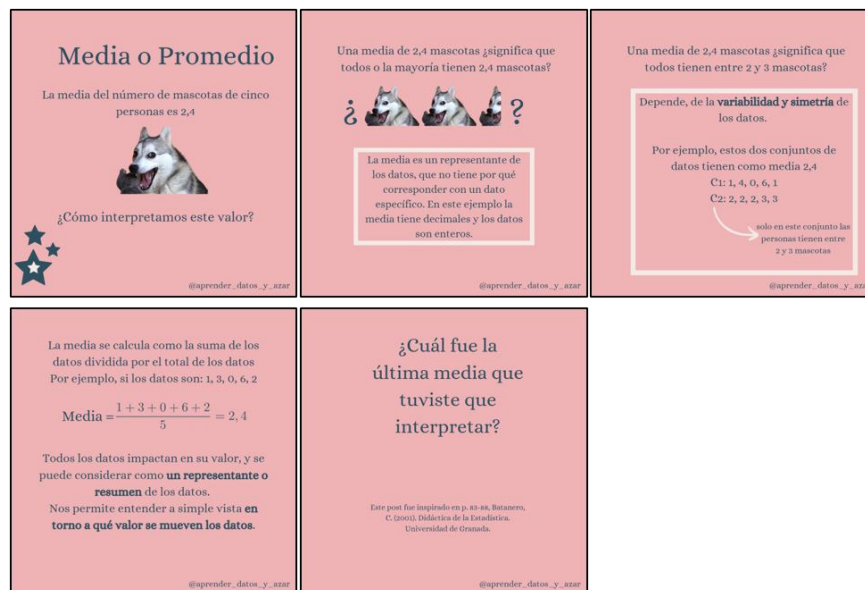 Media o Promedio
La media del número de mascotas de cinco
personas es 2,4
¿Cómo interpretamos este valor?
@aprender_datos_y_azar
Una media de 2,4 mascotas ¿significa que
todos o la mayoría tienen 2,4 mascotas?
¿ ?
La media es un representante de
los datos, que no tiene por qué
corresponder con un dato
específico. En este ejemplo la
media tiene decimales y los datos
son enteros.
@aprender_datos_y_azar
Una media de 2,4 mascotas ¿significa que
todos tienen entre 2 y 3 mascotas?
Depende, de la variabilidad y simetría de
los datos.
Por ejemplo, estos dos conjuntos de
datos tienen como media 2,4
C1: 1, 4, 0, 6, 1
C2: 2, 2, 2, 3, 3
solo en este conjunto las
personas tienen entre
2 y 3 mascotas
@aprender_datos_y_azar
La media se calcula como la suma de los
datos dividida por el total de los datos
Por ejemplo, si los datos son: 1, 3, 0, 6, 2
Media = (1 + 3 + 0 + 6 + 2) / 5 = 2,4
Todos los datos impactan en su valor, y se
puede considerar como un representante o
resumen de los datos.
Nos permite entender a simple vista en
torno a qué valor se mueven los datos.
@aprender_datos_y_azar
¿Cuál fue la
última media que
tuviste que
interpretar?
Este post fue inspirado en p. 83-88, Batanero,
C. (2001). Didáctica de la Estadística.
Universidad de Granada.
@aprender_datos_y_azar